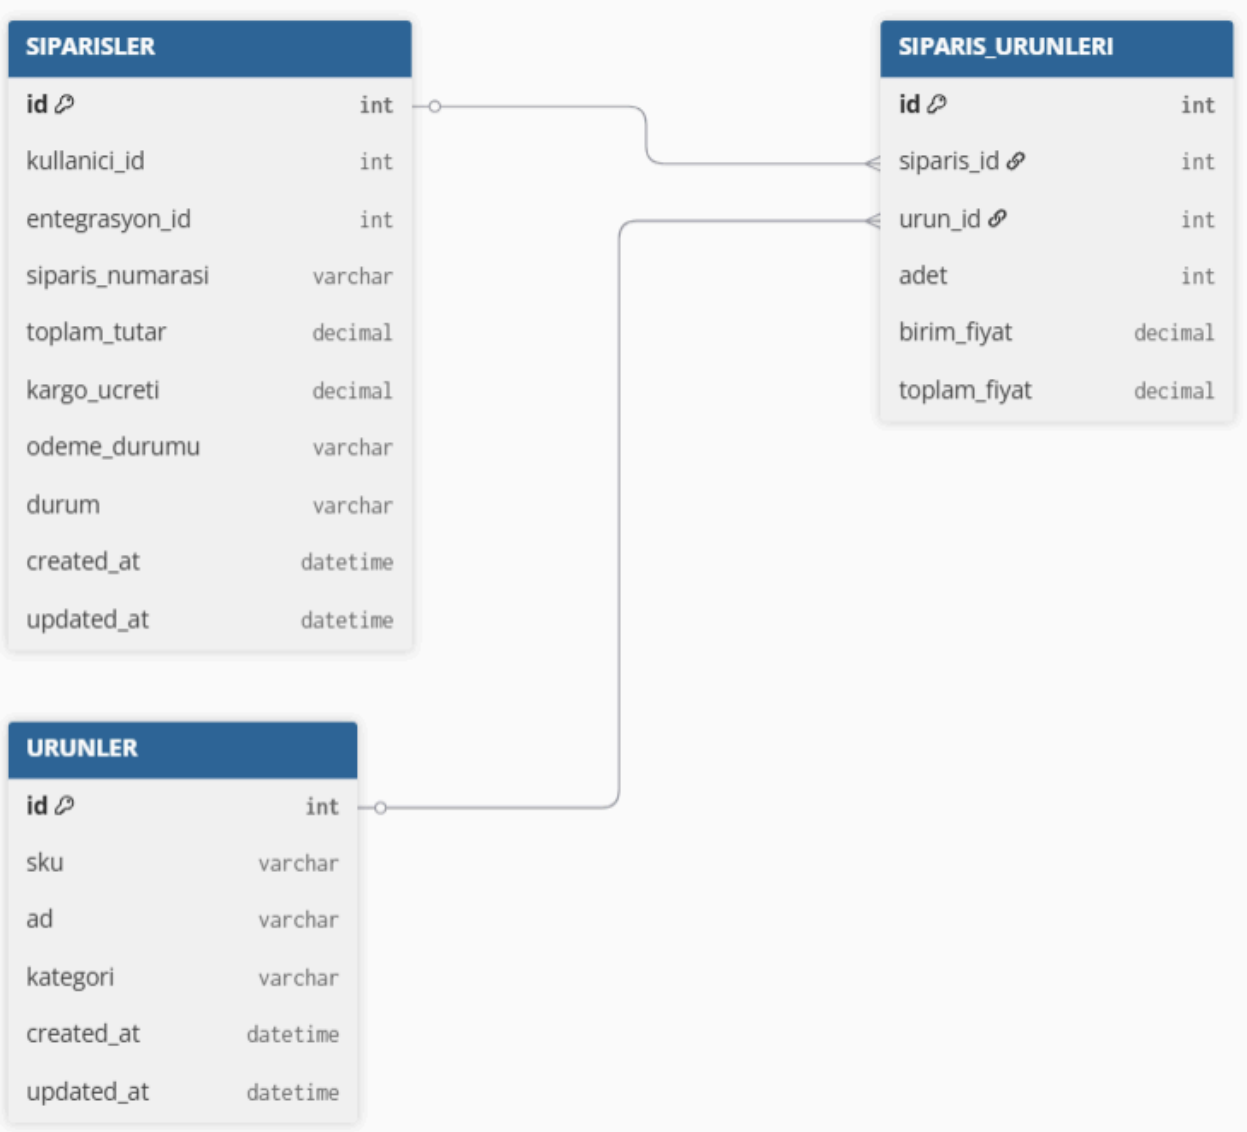 SIPARISLER
id int
kullanici_id int
entegrasyon_id int
siparis_numarasi varchar
toplam_tutar decimal
kargo_ucreti decimal
odeme_durumu varchar
durum varchar
created_at datetime
updated_at datetime
SIPARIS_URUNLERI
id int
siparis_id int
urun_id int
adet int
birim_fiyat decimal
toplam_fiyat decimal
URUNLER
id int
sku varchar
ad varchar
kategori varchar
created_at datetime
updated_at datetime